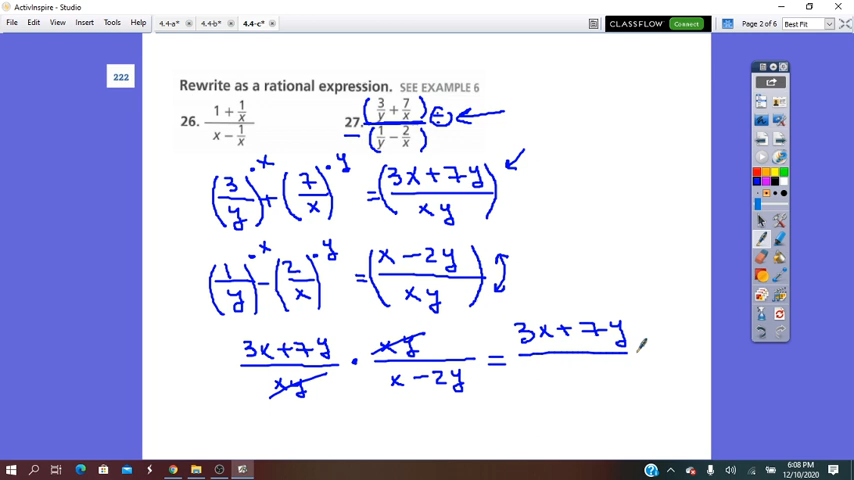 ActivInspire - Studio
File Edit View Insert Tools Help
4.4-a* 4.4-b* 4.4-c*
CLASSFLOW Connect
Page 2 of 6 Best Fit
222
Rewrite as a rational expression. SEE EXAMPLE 6
26. (1 + 1/x) / (x − 1/x)
27. (3/y + 7/x) / (1/y − 2/x) ÷ ←
(3/y)·x + (7/x)·y = ((3x + 7y)/(xy))
(1/y)·x − (2/x)·y = ((x − 2y)/(xy))
(3x + 7y)/(xy) · (xy)/(x − 2y) = 3x + 7y
6:08 PM
12/10/2020